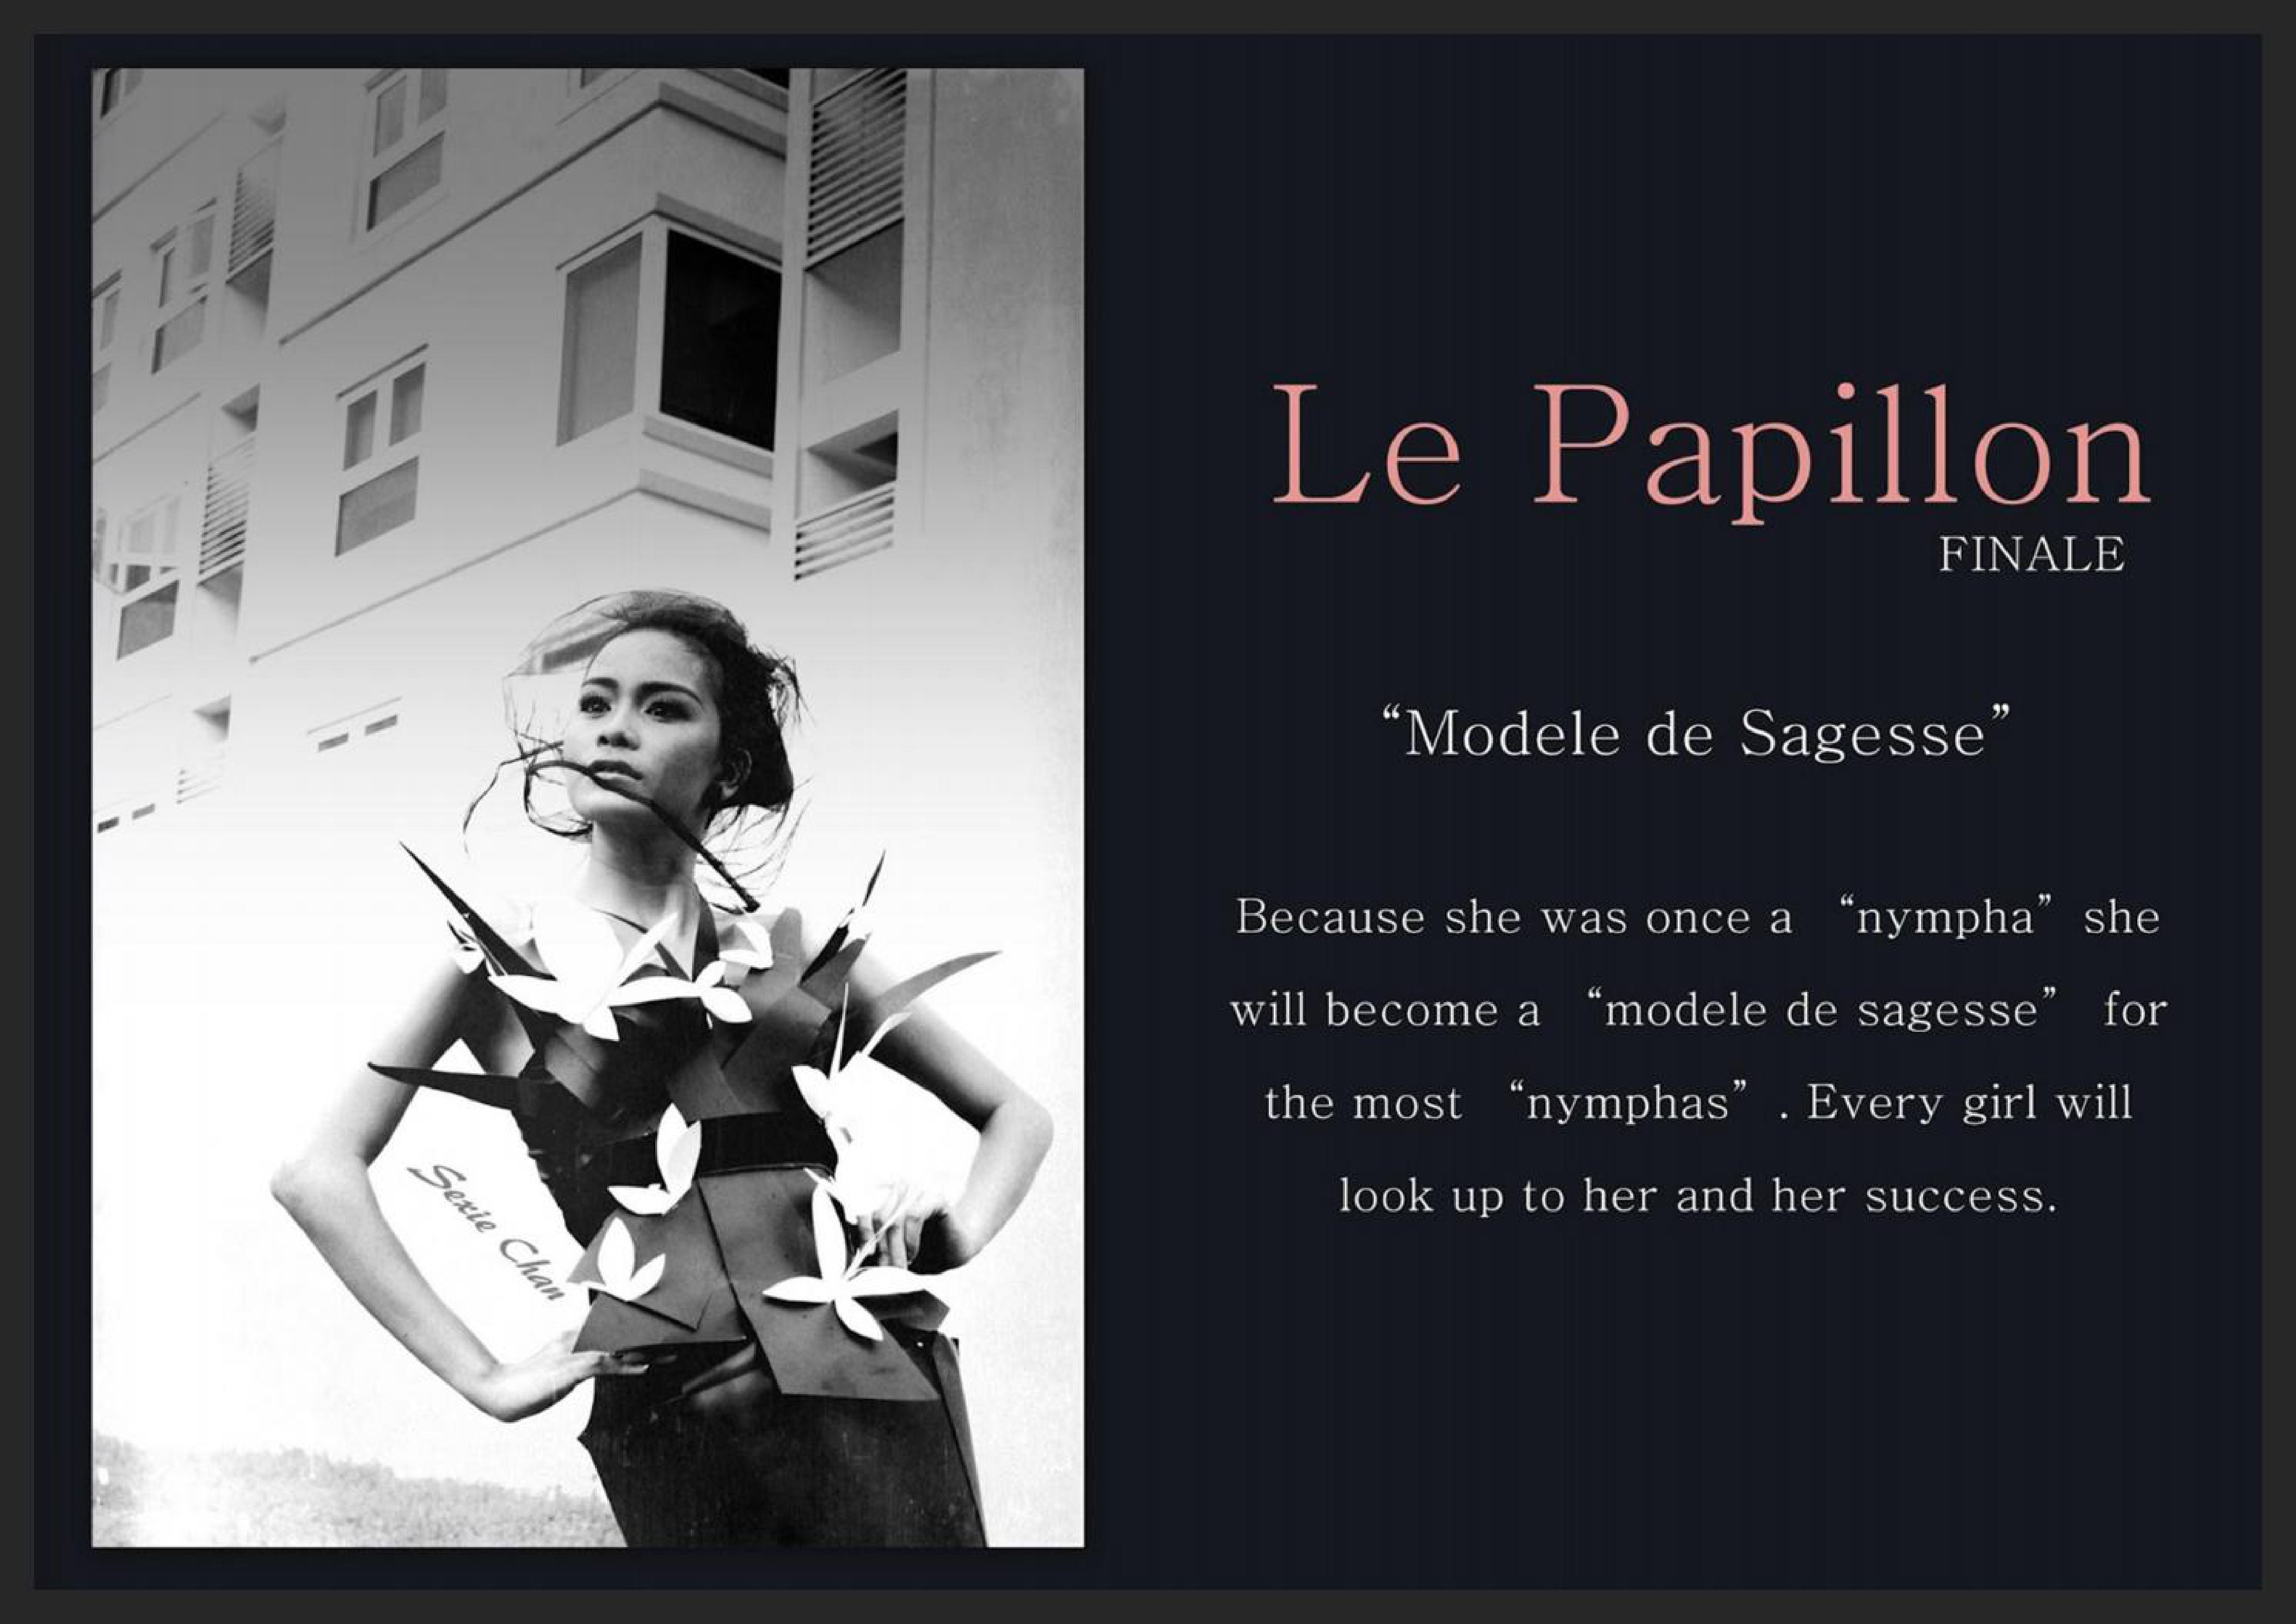 Le Papillon
FINALE
“Modele de Sagesse”
Because she was once a “nympha” she
will become a “modele de sagesse” for
the most “nymphas” . Every girl will
look up to her and her success.
Sexie Chan